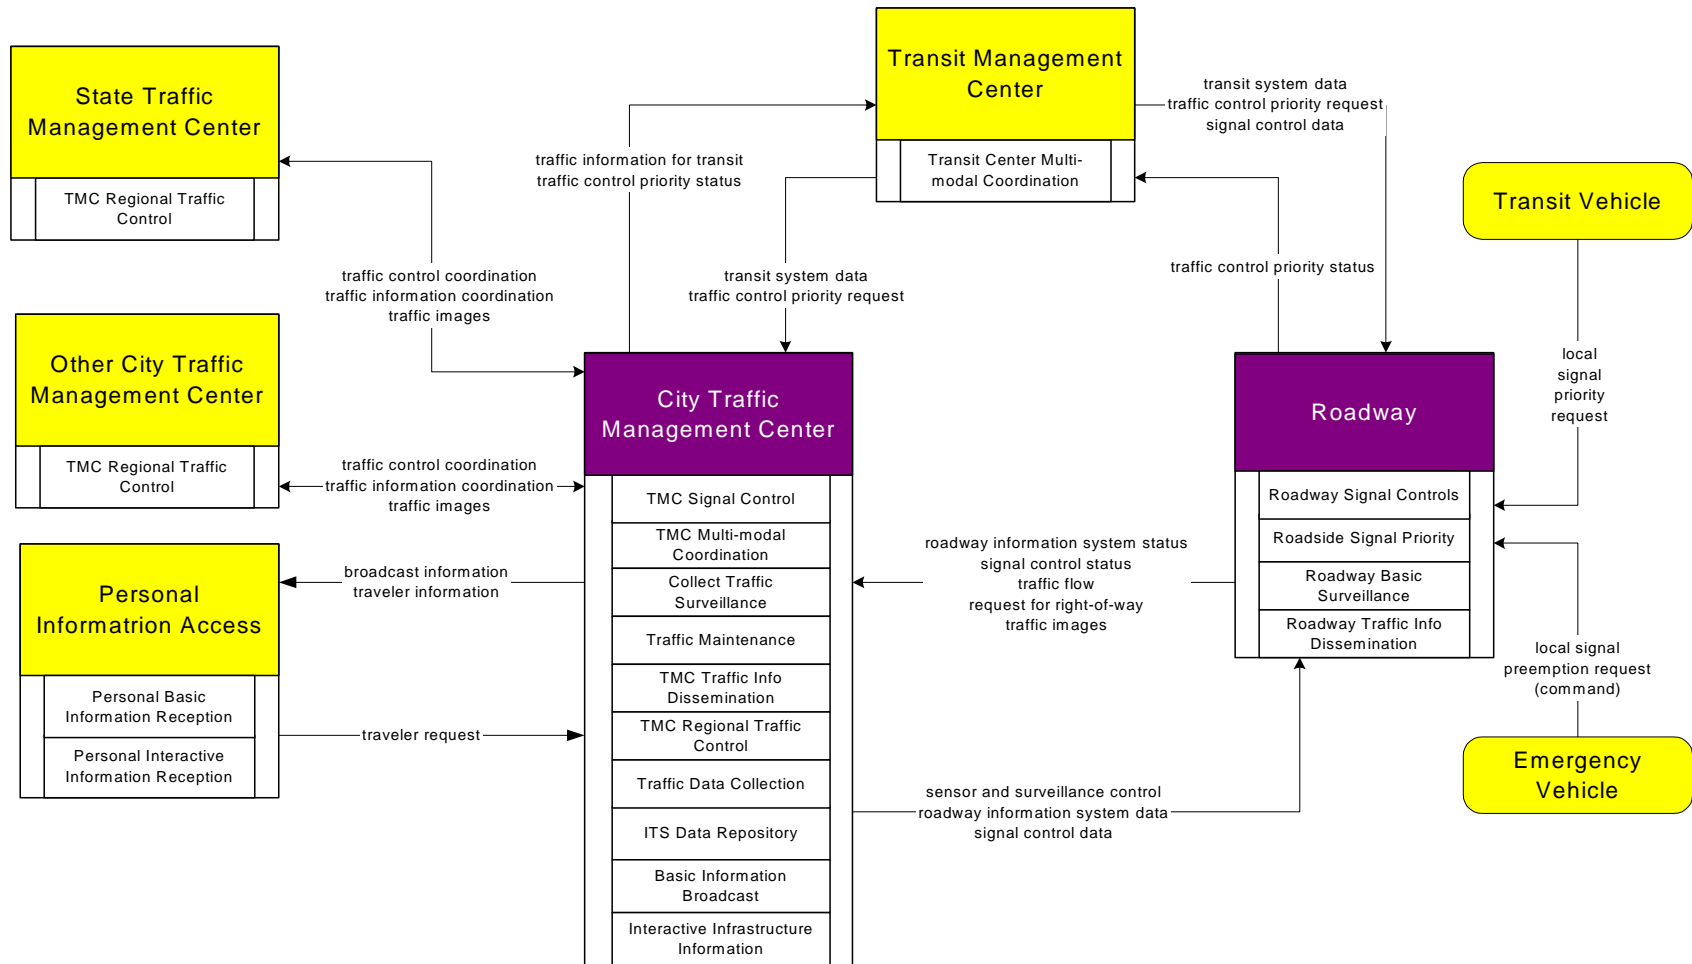 State Traffic
Management Center
TMC Regional Traffic
Control
Transit Management
Center
Transit Center Multi-
modal Coordination
transit system data
traffic control priority request
signal control data
traffic information for transit
traffic control priority status
Transit Vehicle
traffic control coordination
traffic information coordination
traffic images
transit system data
traffic control priority request
traffic control priority status
Other City Traffic
Management Center
TMC Regional Traffic
Control
traffic control coordination
traffic information coordination
traffic images
local
signal
priority
request
City Traffic
Management Center
TMC Signal Control
TMC Multi-modal
Coordination
Collect Traffic
Surveillance
Traffic Maintenance
TMC Traffic Info
Dissemination
TMC Regional Traffic
Control
Traffic Data Collection
ITS Data Repository
Basic Information
Broadcast
Interactive Infrastructure
Information
Roadway
Roadway Signal Controls
Roadside Signal Priority
Roadway Basic
Surveillance
Roadway Traffic Info
Dissemination
roadway information system status
signal control status
traffic flow
request for right-of-way
traffic images
Personal
Informatrion Access
Personal Basic
Information Reception
Personal Interactive
Information Reception
broadcast information
traveler information
traveler request
local signal
preemption request
(command)
sensor and surveillance control
roadway information system data
signal control data
Emergency
Vehicle